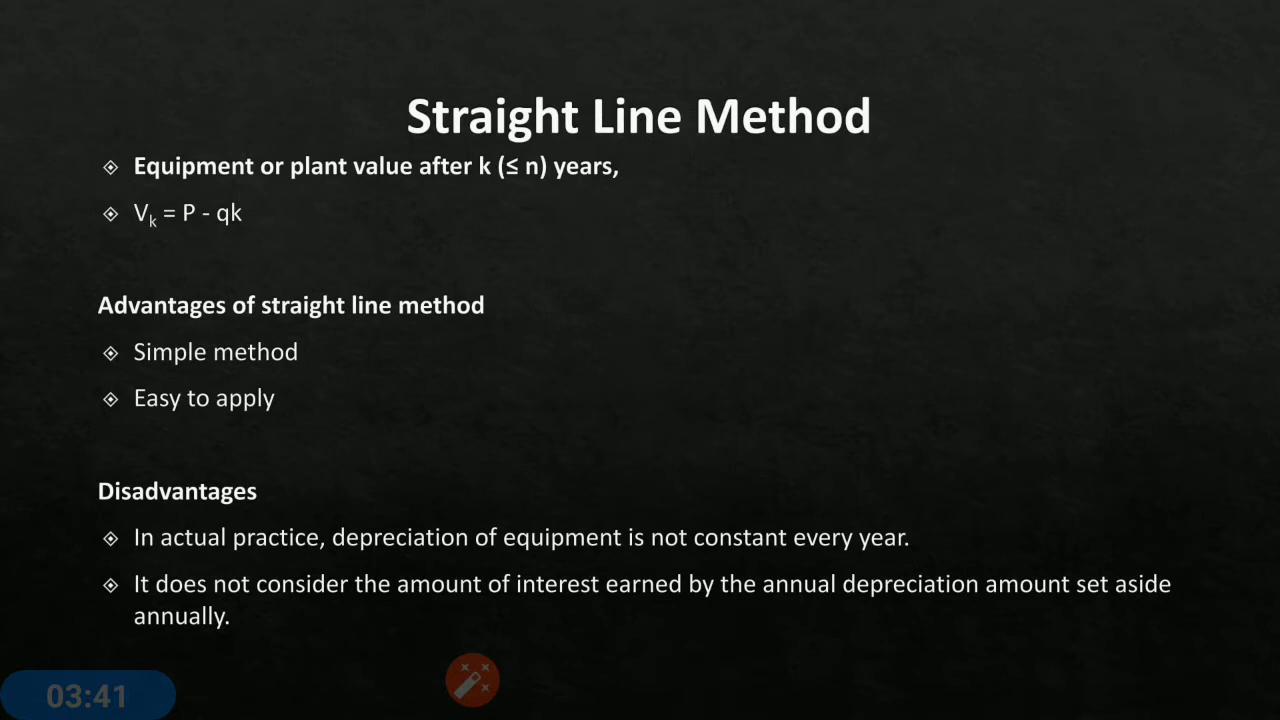 Straight Line Method
Equipment or plant value after k (≤ n) years,
Vk = P - qk
Advantages of straight line method
Simple method
Easy to apply
Disadvantages
In actual practice, depreciation of equipment is not constant every year.
It does not consider the amount of interest earned by the annual depreciation amount set aside
annually.
03:41